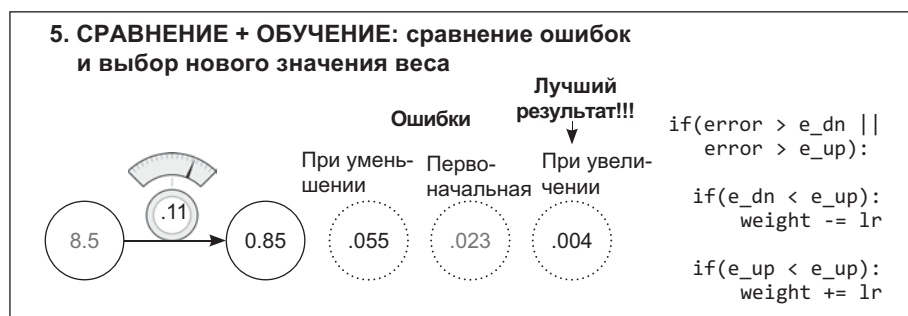 5. СРАВНЕНИЕ + ОБУЧЕНИЕ: сравнение ошибок
и выбор нового значения веса
Лучший
результат!!!
Ошибки
При умень-
шении
Перво-
начальная
При увели-
чении
.11
8.5
0.85
.055
.023
.004
if(error > e_dn ||
error > e_up):
if(e_dn < e_up):
weight -= lr
if(e_up < e_up):
weight += lr